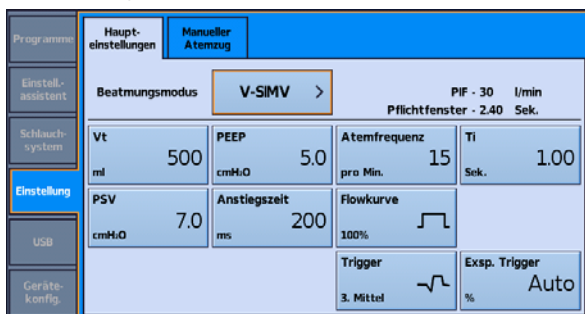 Programme
Haupt-
einstellungen
Manueller
Atemzug
Einstell.-
assistent
Beatmungsmodus
V-SIMV >
PIF - 30 l/min
Pflichtfenster - 2.40 Sek.
Schlauch-
system
Vt
500
ml
PEEP
5.0
cmH₂O
Atemfrequenz
15
pro Min.
Ti
1.00
Sek.
Einstellung
PSV
7.0
cmH₂O
Anstiegszeit
200
ms
Flowkurve
100%
USB
Trigger
3. Mittel
Exsp. Trigger
Auto
%
Geräte-
konfig.